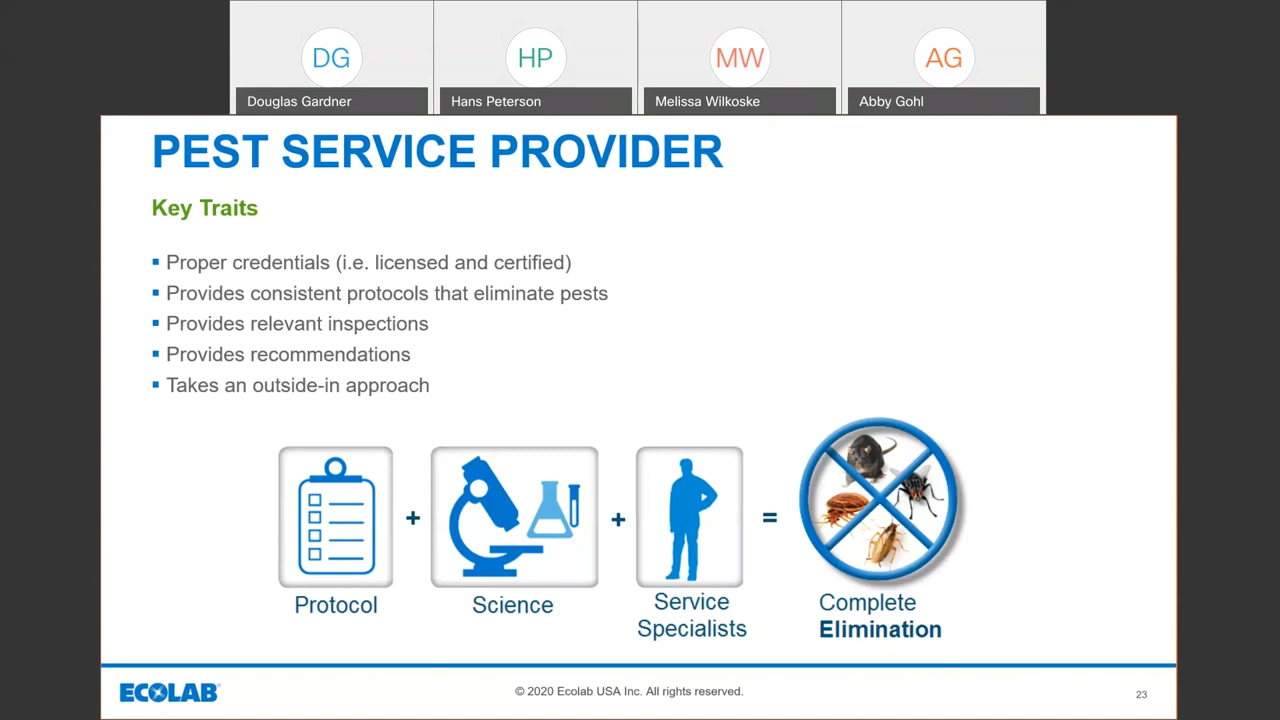 DG
HP
MW
AG
Douglas Gardner
Hans Peterson
Melissa Wilkoske
Abby Gohl
PEST SERVICE PROVIDER
Key Traits
▪ Proper credentials (i.e. licensed and certified)
▪ Provides consistent protocols that eliminate pests
▪ Provides relevant inspections
▪ Provides recommendations
▪ Takes an outside-in approach
+
+
=
Protocol
Science
Service
Specialists
Complete
Elimination
ECOLAB®
© 2020 Ecolab USA Inc. All rights reserved.
23